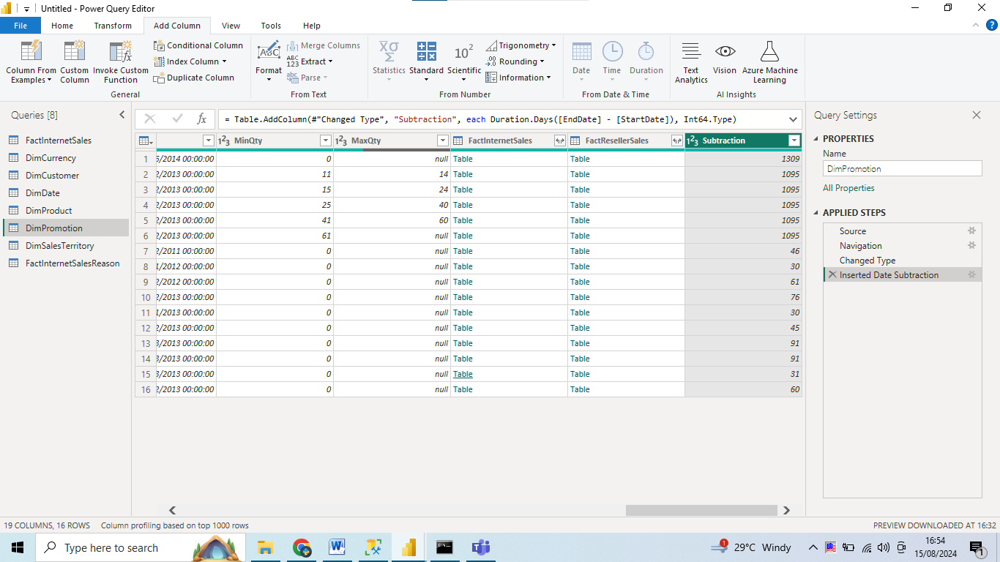 Untitled - Power Query Editor
File Home Transform Add Column View Tools Help
Column From Examples
Custom Column
Invoke Custom Function
Conditional Column
Index Column
Duplicate Column
General
Format
Merge Columns
ABC 123 Extract
abc Parse
From Text
Statistics
Standard
Scientific
Trigonometry
Rounding
Information
From Number
Date
Time
Duration
From Date & Time
Text Analytics
Vision
Azure Machine Learning
AI Insights
Queries [8]
FactInternetSales
DimCurrency
DimCustomer
DimDate
DimProduct
DimPromotion
DimSalesTerritory
FactInternetSalesReason
= Table.AddColumn(#"Changed Type", "Subtraction", each Duration.Days([EndDate] - [StartDate]), Int64.Type)
MinQty MaxQty FactInternetSales FactResellerSales Subtraction
1 5/2014 00:00:00 0 null Table Table 1309
2 2/2013 00:00:00 11 14 Table Table 1095
3 2/2013 00:00:00 15 24 Table Table 1095
4 2/2013 00:00:00 25 40 Table Table 1095
5 2/2013 00:00:00 41 60 Table Table 1095
6 2/2013 00:00:00 61 null Table Table 1095
7 2/2011 00:00:00 0 null Table Table 46
8 1/2012 00:00:00 0 null Table Table 30
9 2/2012 00:00:00 0 null Table Table 61
10 2/2013 00:00:00 0 null Table Table 76
11 1/2013 00:00:00 0 null Table Table 30
12 2/2013 00:00:00 0 null Table Table 45
13 3/2013 00:00:00 0 null Table Table 91
14 3/2013 00:00:00 0 null Table Table 91
15 3/2013 00:00:00 0 null Table Table 31
16 2/2013 00:00:00 0 null Table Table 60
Query Settings
PROPERTIES
Name
DimPromotion
All Properties
APPLIED STEPS
Source
Navigation
Changed Type
Inserted Date Subtraction
19 COLUMNS, 16 ROWS Column profiling based on top 1000 rows
PREVIEW DOWNLOADED AT 16:32
Type here to search
29°C Windy
16:54
15/08/2024